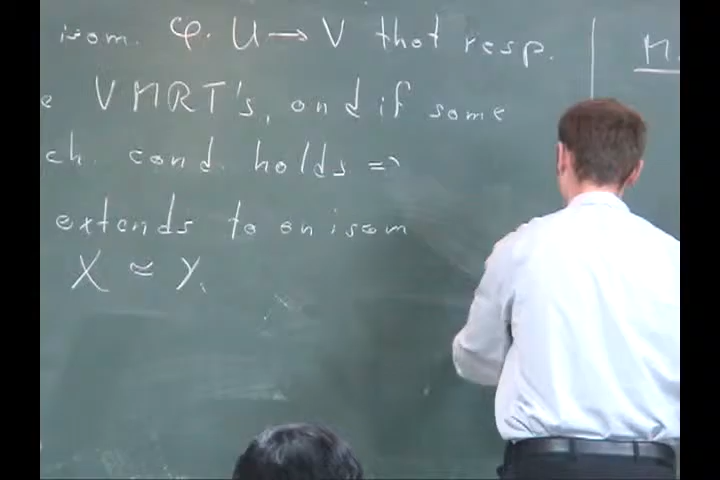 isom. φ. U → V that resp.
e VMRT's, and if some
ch. cond. holds ⇒
extends to an isom
X ≈ Y.
M.